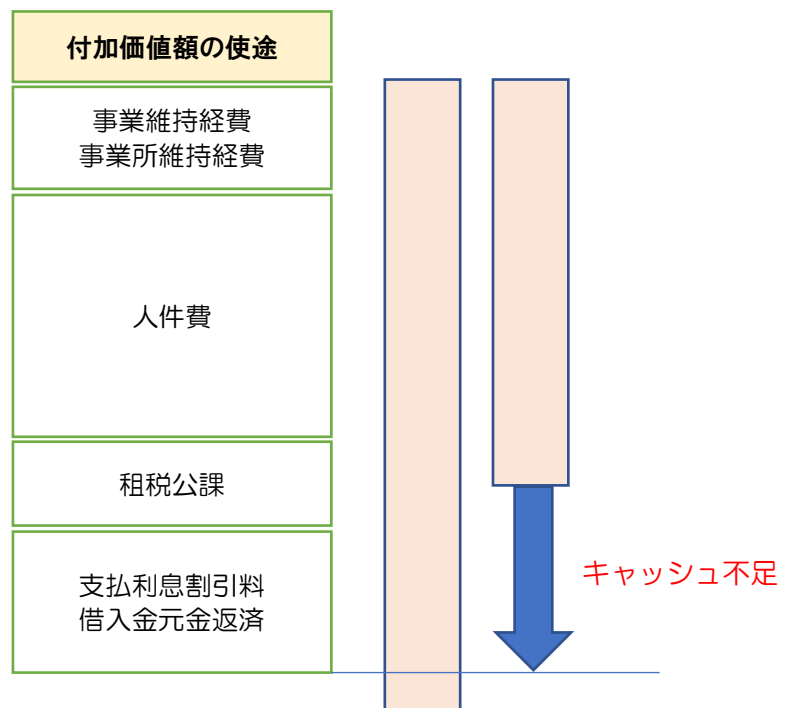 付加価値額の使途
事業維持経費
事業所維持経費
人件費
租税公課
支払利息割引料
借入金元金返済
キャッシュ不足